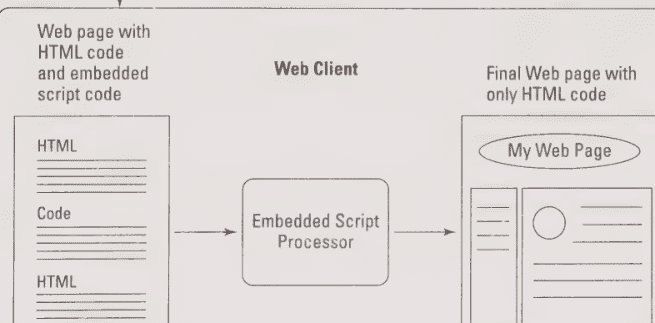 Web page with
HTML code
and embedded
script code
Web Client
Final Web page with
only HTML code
HTML
Code
HTML
Embedded Script
Processor
My Web Page